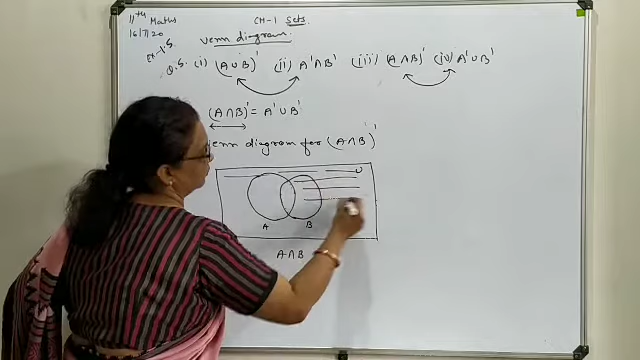 11th Maths
CH-1 Sets.
16/7/20
Venn diagram
Ex-1.5.
Q.5. (i) (A∪B)' (ii) A'∩B' (iii) (A∩B)' (iv) A'∪B'
(A∩B)' = A'∪B'
venn diagram for (A∩B)'
U
A B
A∩B